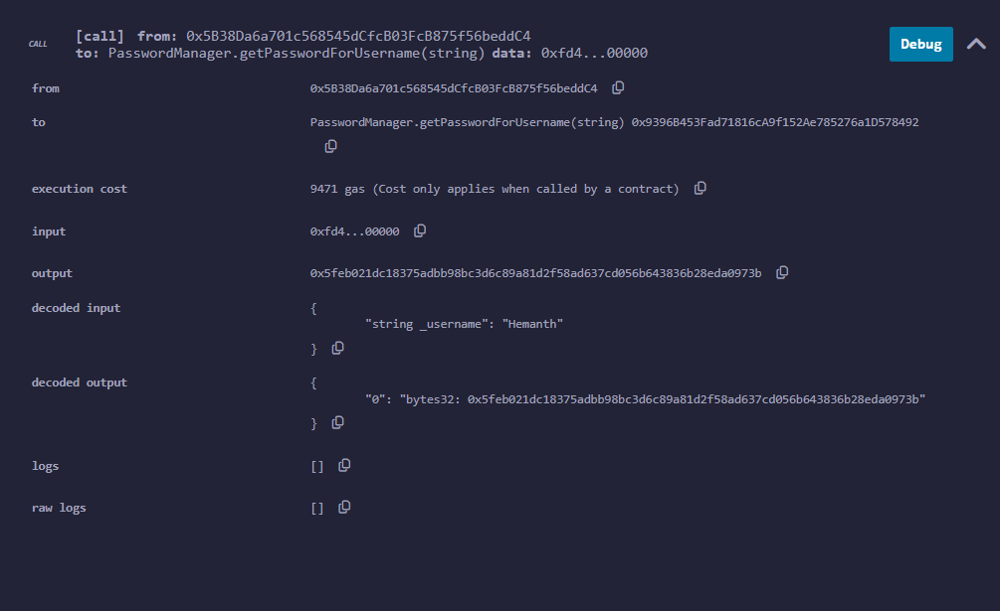 CALL
[call] from: 0x5B38Da6a701c568545dCfcB03FcB875f56beddC4
to: PasswordManager.getPasswordForUsername(string) data: 0xfd4...00000
Debug
from 0x5B38Da6a701c568545dCfcB03FcB875f56beddC4
to PasswordManager.getPasswordForUsername(string) 0x9396B453Fad71816cA9f152Ae785276a1D578492
execution cost 9471 gas (Cost only applies when called by a contract)
input 0xfd4...00000
output 0x5feb021dc18375adbb98bc3d6c89a81d2f58ad637cd056b643836b28eda0973b
decoded input {
"string _username": "Hemanth"
}
decoded output {
"0": "bytes32: 0x5feb021dc18375adbb98bc3d6c89a81d2f58ad637cd056b643836b28eda0973b"
}
logs []
raw logs []